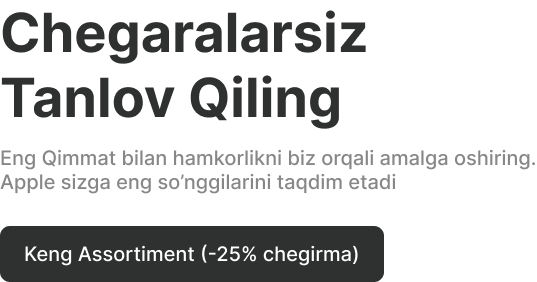 Chegaralarsiz
Tanlov Qiling
Eng Qimmat bilan hamkorlikni biz orqali amalga oshiring.
Apple sizga eng so’nggilarini taqdim etadi
Keng Assortiment (-25% chegirma)